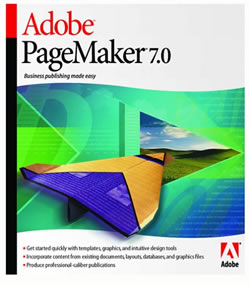 Adobe
PageMaker 7.0
Business publishing made easy
• Get started quickly with templates, graphics, and intuitive design tools
• Incorporate content from existing documents, layouts, databases, and graphics files
• Produce professional-caliber publications
Adobe